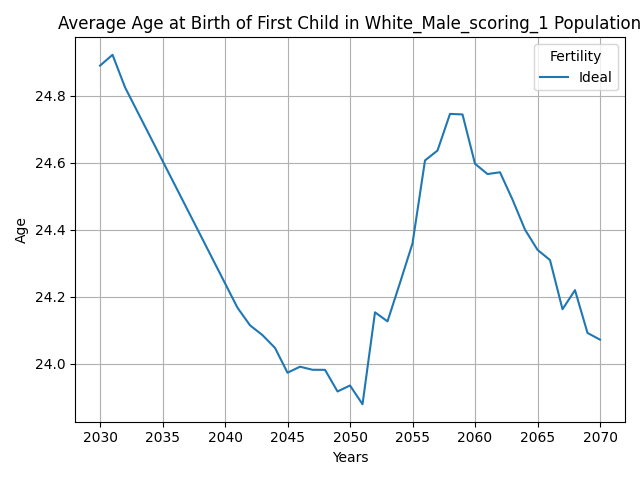 Average Age at Birth of First Child in White_Male_scoring_1 Population
Fertility
Ideal
Age
24.8
24.6
24.4
24.2
24.0
2030 2035 2040 2045 2050 2055 2060 2065 2070
Years